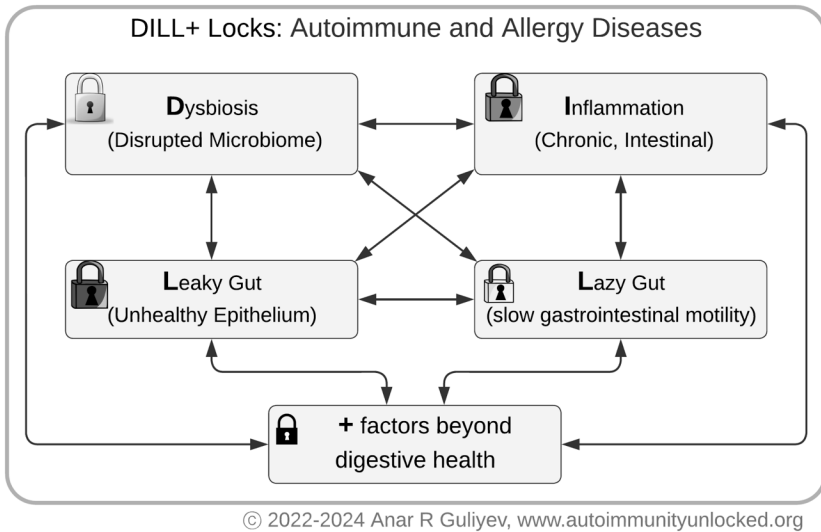 DILL+ Locks: Autoimmune and Allergy Diseases
Dysbiosis
(Disrupted Microbiome)
Inflammation
(Chronic, Intestinal)
Leaky Gut
(Unhealthy Epithelium)
Lazy Gut
(slow gastrointestinal motility)
+ factors beyond
digestive health
© 2022-2024 Anar R Guliyev, www.autoimmunityunlocked.org